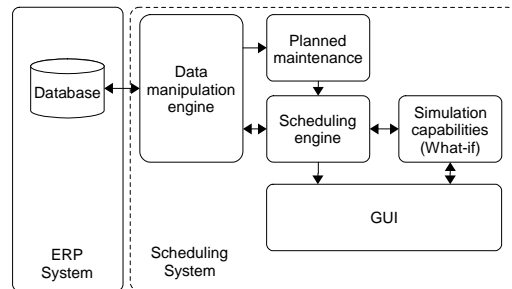 Planned
maintenance
Data
manipulation
engine
Database
Scheduling
engine
Simulation
capabilities
(What-if)
GUI
ERP
System
Scheduling
System